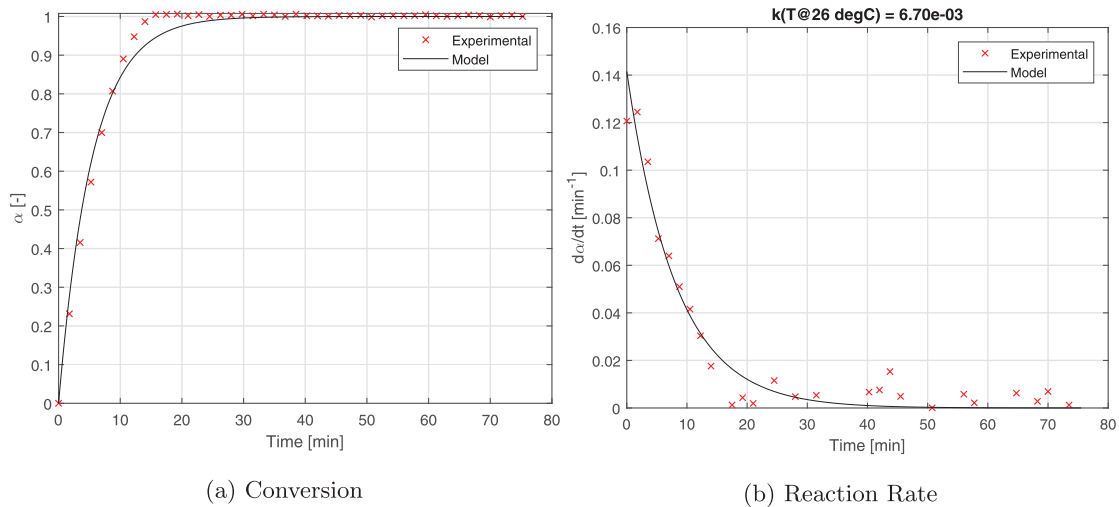 1
0.9
0.8
0.7
0.6
0.5
0.4
0.3
0.2
0.1
0
α [-]
0 10 20 30 40 50 60 70 80
Time [min]
Experimental
Model
(a) Conversion
k(T@26 degC) = 6.70e-03
0.16
0.14
0.12
0.1
0.08
0.06
0.04
0.02
0
dα/dt [min⁻¹]
0 10 20 30 40 50 60 70 80
Time [min]
Experimental
Model
(b) Reaction Rate